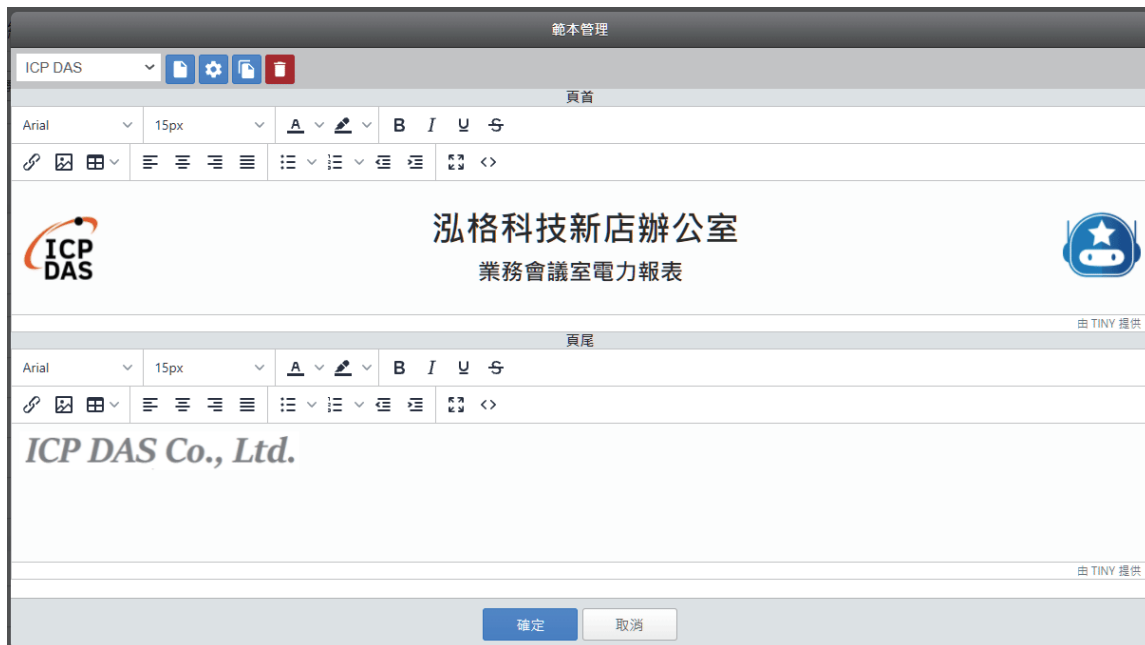 範本管理
ICP DAS
頁首
Arial 15px A B I U S
ICP
DAS
泓格科技新店辦公室
業務會議室電力報表
由 TINY 提供
頁尾
Arial 15px A B I U S
ICP DAS Co., Ltd.
由 TINY 提供
確定 取消